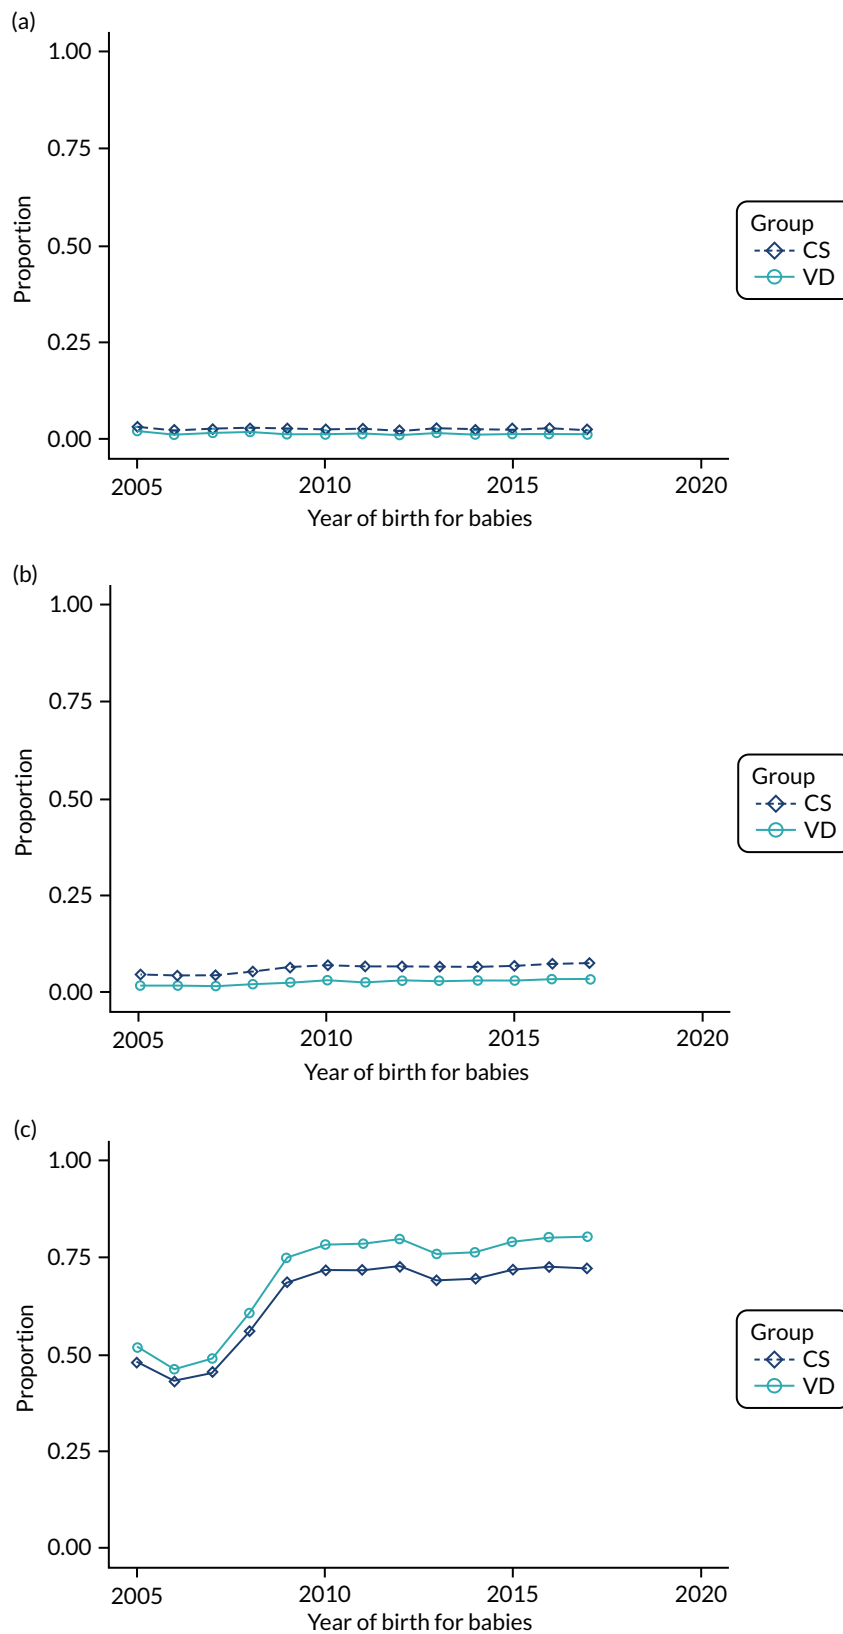 (a)
1.00
0.75
0.50
0.25
0.00
Proportion
2005
2010
2015
2020
Year of birth for babies
Group
CS
VD
(b)
1.00
0.75
0.50
0.25
0.00
Proportion
2005
2010
2015
2020
Year of birth for babies
Group
CS
VD
(c)
1.00
0.75
0.50
0.25
0.00
Proportion
2005
2010
2015
2020
Year of birth for babies
Group
CS
VD